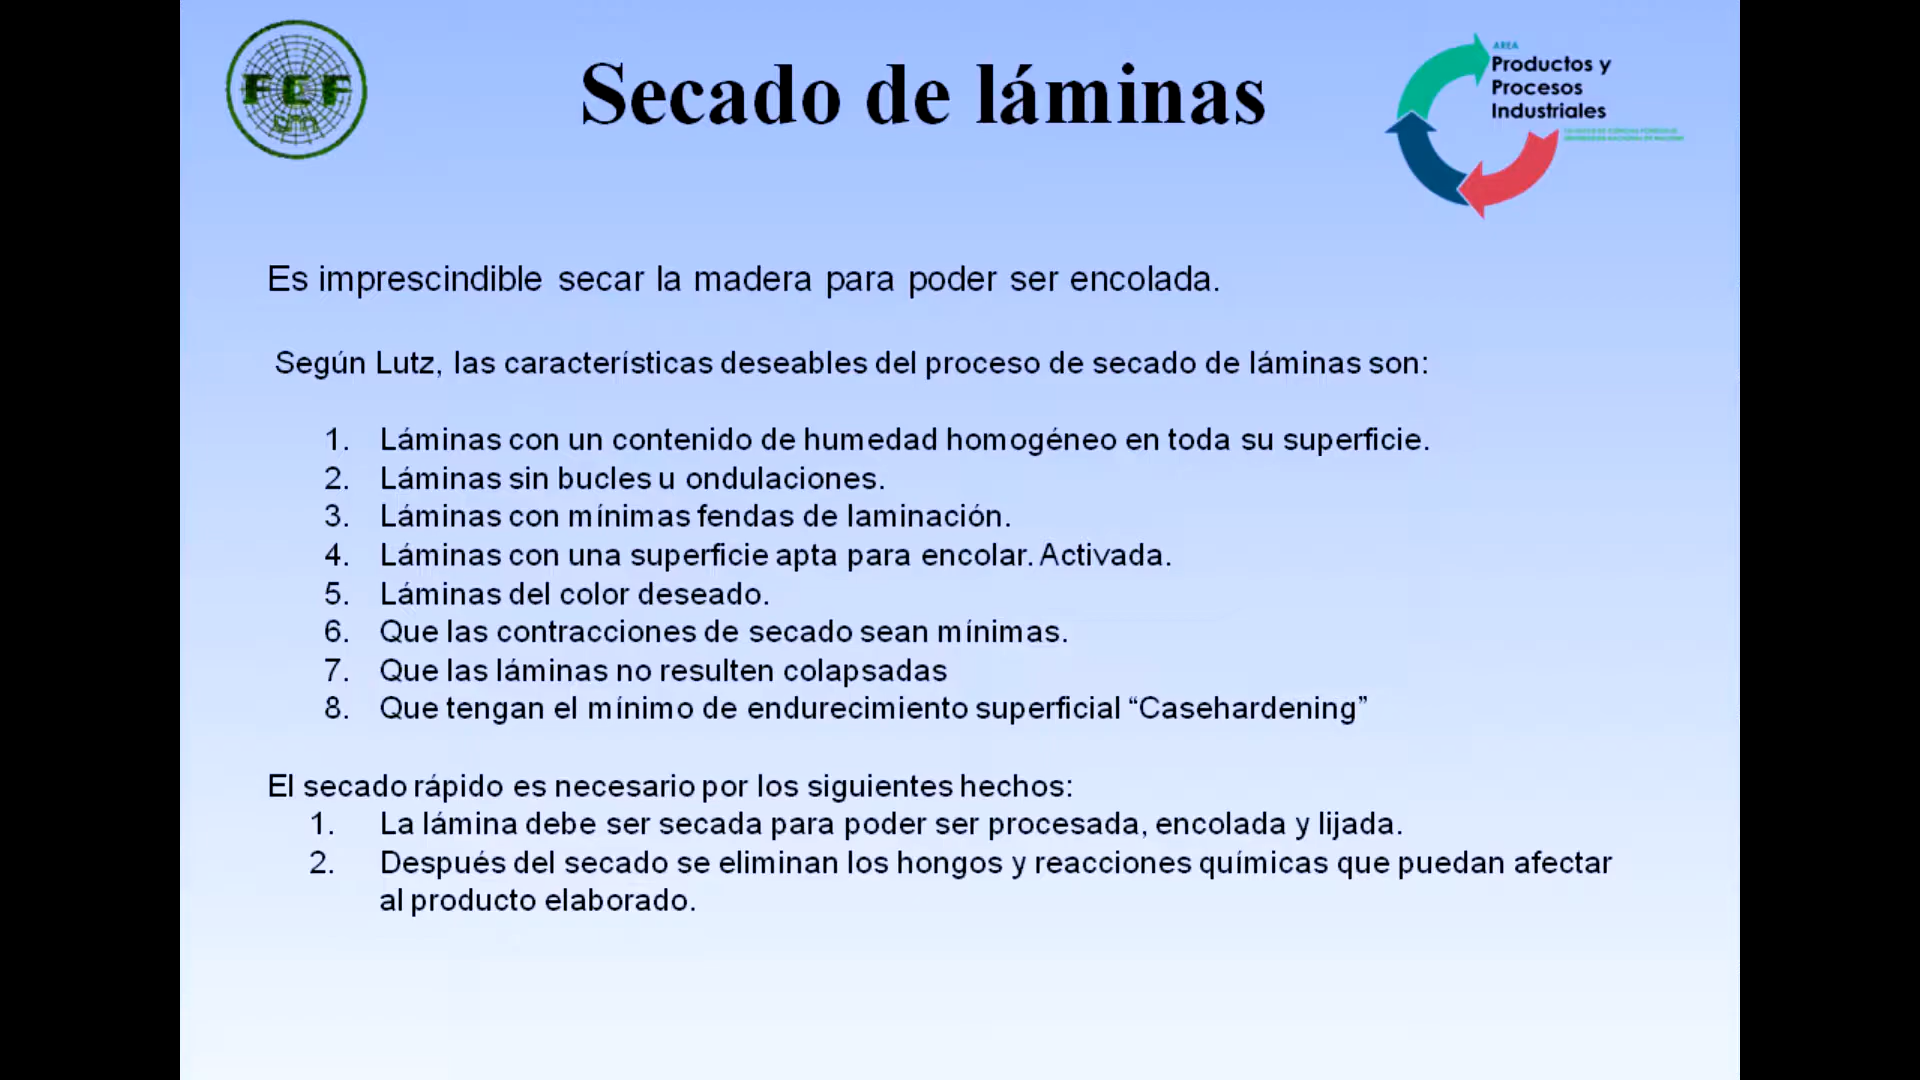 FCF
Secado de láminas
AREA
Productos y
Procesos
Industriales
Es imprescindible secar la madera para poder ser encolada.
Según Lutz, las características deseables del proceso de secado de láminas son:
1. Láminas con un contenido de humedad homogéneo en toda su superficie.
2. Láminas sin bucles u ondulaciones.
3. Láminas con mínimas fendas de laminación.
4. Láminas con una superficie apta para encolar. Activada.
5. Láminas del color deseado.
6. Que las contracciones de secado sean mínimas.
7. Que las láminas no resulten colapsadas
8. Que tengan el mínimo de endurecimiento superficial “Casehardening”
El secado rápido es necesario por los siguientes hechos:
1. La lámina debe ser secada para poder ser procesada, encolada y lijada.
2. Después del secado se eliminan los hongos y reacciones químicas que puedan afectar
al producto elaborado.